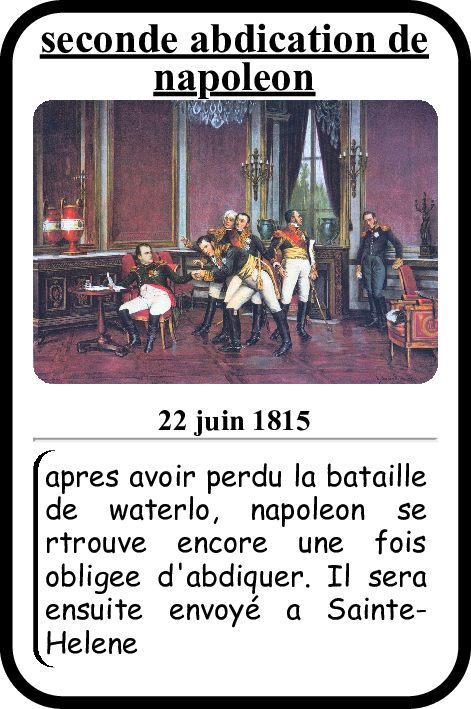 seconde abdication de
napoleon
22 juin 1815
apres avoir perdu la bataille
de waterlo, napoleon se
rtrouve encore une fois
obligee d'abdiquer. Il sera
ensuite envoyé a Sainte-
Helene